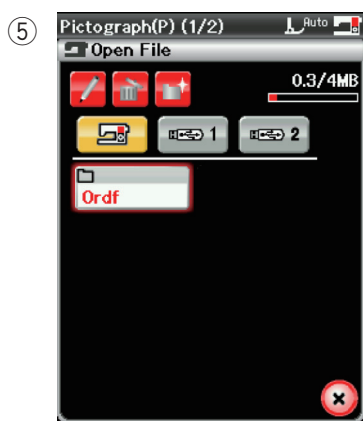 ⑤
Pictograph(P) (1/2) Auto
Open File
0.3/4MB
1 2
Ordf